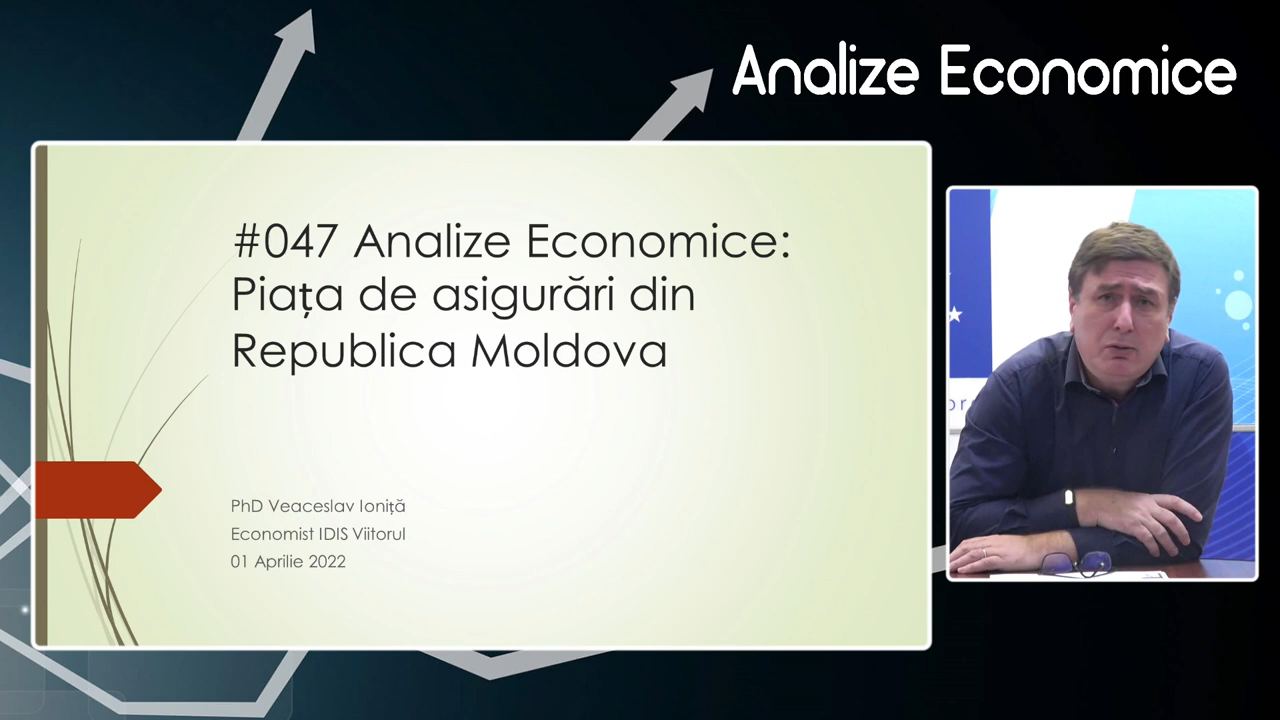 Analize Economice
#047 Analize Economice:
Piața de asigurări din
Republica Moldova
PhD Veaceslav Ioniță
Economist IDIS Viitorul
01 Aprilie 2022